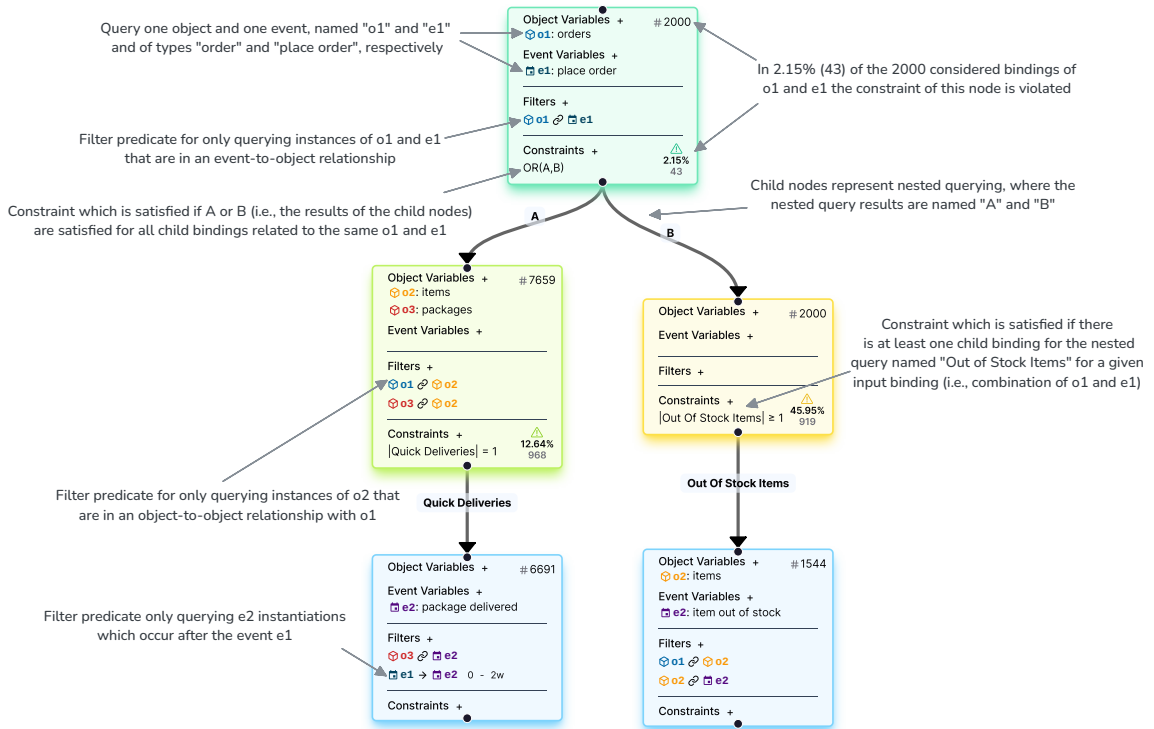 Query one object and one event, named "o1" and "e1"
and of types "order" and "place order", respectively
Object Variables +
#2000
o1: orders
Event Variables +
e1: place order
Filters +
o1 e1
Constraints +
OR(A,B)
2.15%
43
In 2.15% (43) of the 2000 considered bindings of
o1 and e1 the constraint of this node is violated
Filter predicate for only querying instances of o1 and e1
that are in an event-to-object relationship
Constraint which is satisfied if A or B (i.e., the results of the child nodes)
are satisfied for all child bindings related to the same o1 and e1
Child nodes represent nested querying, where the
nested query results are named "A" and "B"
A
B
Object Variables +
#7659
o2: items
o3: packages
Event Variables +
Filters +
o1 o2
o3 o2
Constraints +
|Quick Deliveries| = 1
12.64%
968
Object Variables +
#2000
Event Variables +
Filters +
Constraints +
|Out Of Stock Items| ≥ 1
45.95%
919
Constraint which is satisfied if there
is at least one child binding for the nested
query named "Out of Stock Items" for a given
input binding (i.e., combination of o1 and e1)
Filter predicate for only querying instances of o2 that
are in an object-to-object relationship with o1
Quick Deliveries
Out Of Stock Items
Object Variables +
#6691
Event Variables +
e2: package delivered
Filters +
o3 e2
e1 → e2 0 - 2w
Constraints +
Filter predicate only querying e2 instantiations
which occur after the event e1
Object Variables +
#1544
o2: items
Event Variables +
e2: item out of stock
Filters +
o1 o2
o2 e2
Constraints +